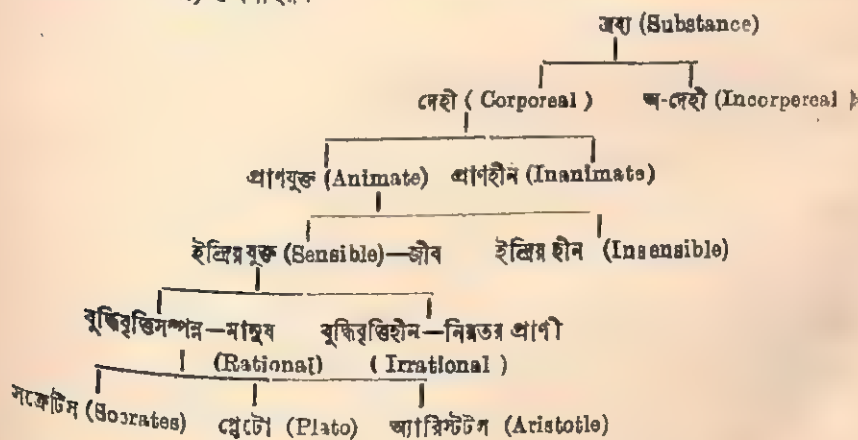 দ্রব্য (Substance)
দেহী ( Corporeal ) অ-দেহী (Incorporeal )
প্রাণযুক্ত (Animate) প্রাণহীন (Inanimate)
ইন্দ্রিয়যুক্ত (Sensible)—জীব ইন্দ্রিয়হীন (Insensible)
বুদ্ধিবৃত্তিসম্পন্ন—মানুষ বুদ্ধিবৃত্তিহীন—নিম্নতর প্রাণী
(Rational) ( Irrational )
সক্রেটিস (Socrates) প্লেটো (Plato) অ্যারিস্টটল (Aristotle)